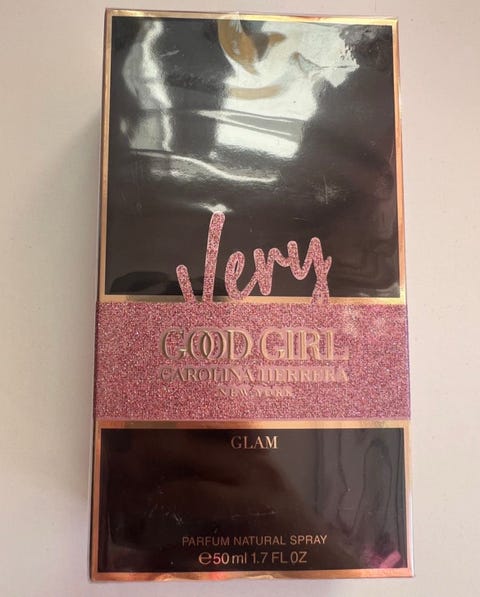 Very
GOOD GIRL
CAROLINA HERRERA
NEW YORK
GLAM
PARFUM NATURAL SPRAY
℮50 ml 1.7 FL OZ